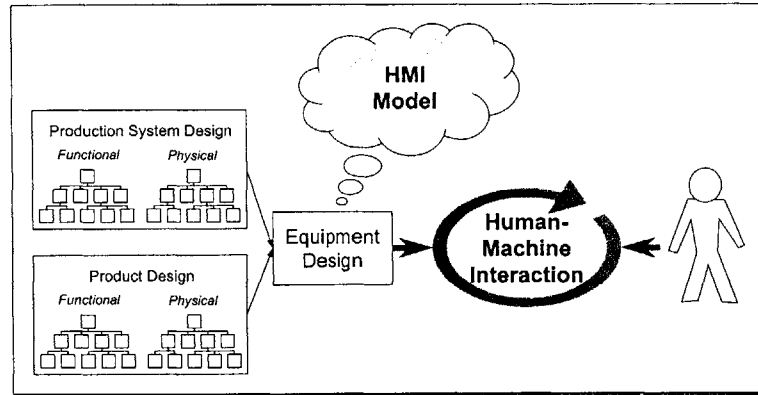 HMI
Model
Production System Design
Functional Physical
Equipment
Design
Human-
Machine
Interaction
Product Design
Functional Physical